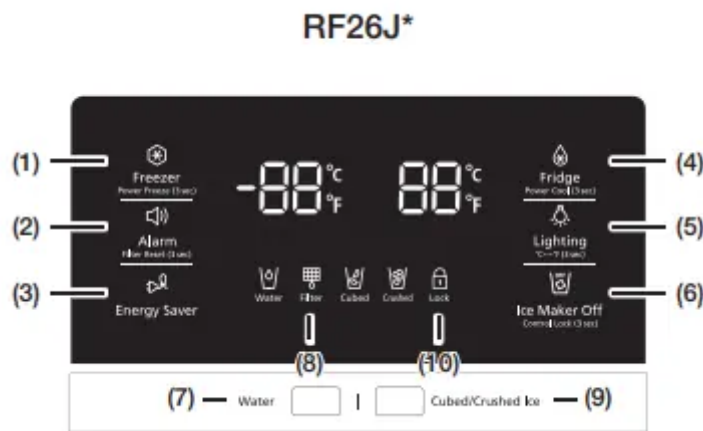 RF26J*
(1)
Freezer
Power Freeze (3 sec)
(2)
Alarm
Filter Reset (3 sec)
(3)
Energy Saver
-88 °C °F
88 °C °F
Water Filter Cubed Crushed Lock
(8) (10)
(4)
Fridge
Power Cool (3 sec)
(5)
Lighting
°C↔°F (3 sec)
(6)
Ice Maker Off
Control Lock (3 sec)
(7) Water | Cubed/Crushed Ice (9)